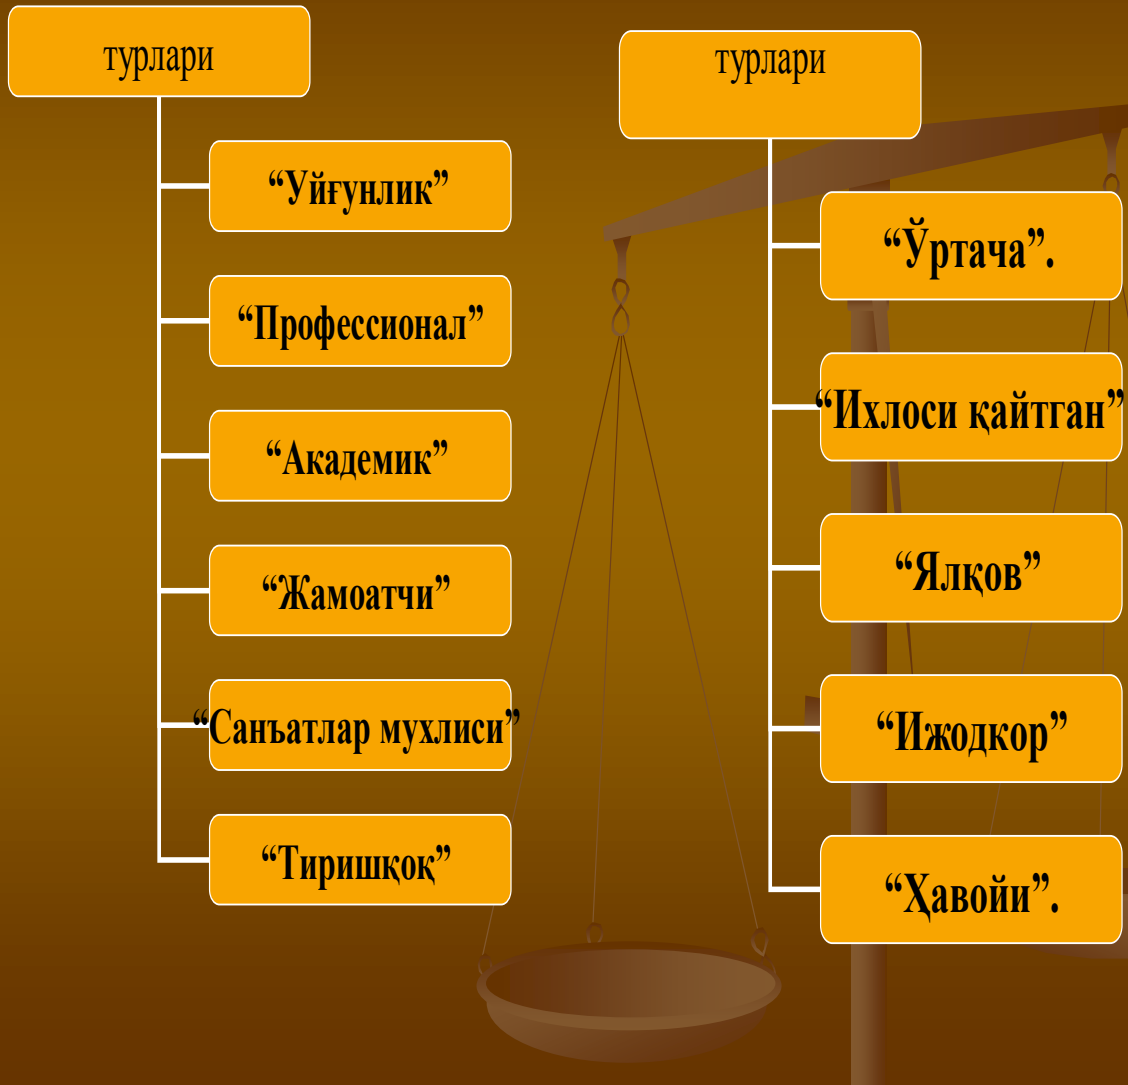 турлари
“Уйғунлик”
“Профессионал”
“Академик”
“Жамоатчи”
“Санъатлар мухлиси”
“Тиришқоқ”
турлари
“Ўртача”.
“Ихлоси қайтган”
“Ялқов”
“Ижодкор”
“Ҳавойи”.